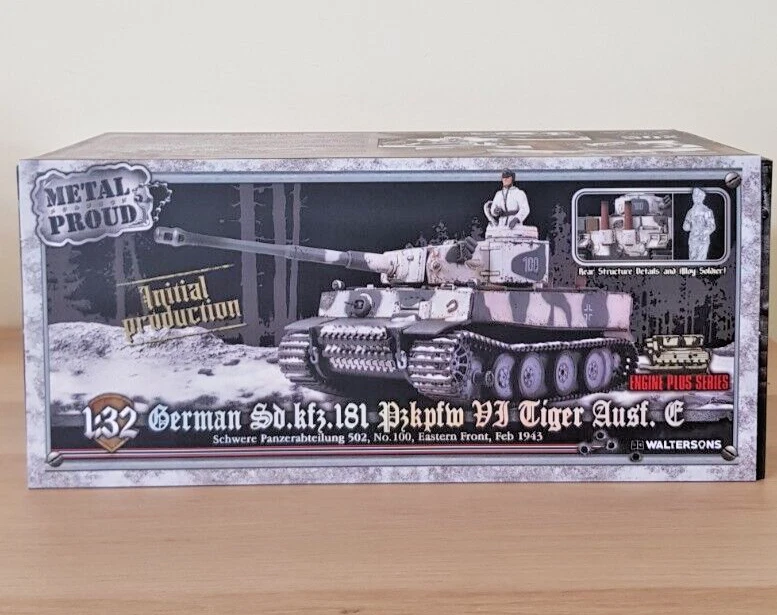 METAL
PROUD
Initial
production
100
Rear Structure Details and Alloy Soldier!
ENGINE PLUS SERIES
1:32 German Sd.kfz.181 Pzkpfw VI Tiger Ausf. E
Schwere Panzerabteilung 502, No.100, Eastern Front, Feb 1943
WALTERSONS